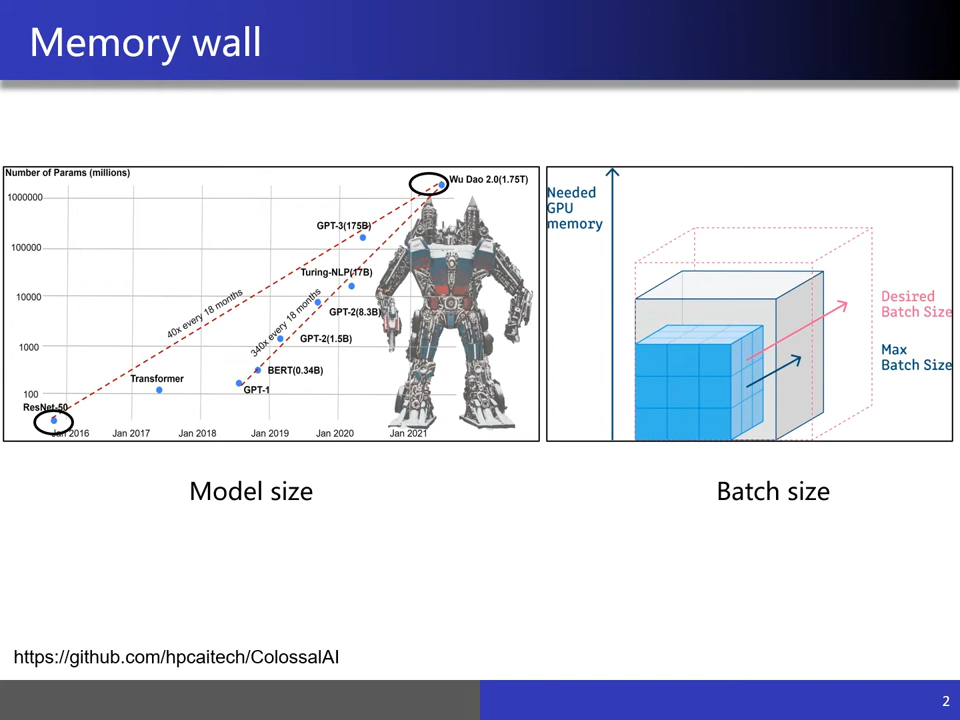 Memory wall
Number of Params (millions)
1000000
100000
10000
1000
100
Wu Dao 2.0(1.75T)
GPT-3(175B)
Turing-NLP(17B)
GPT-2(8.3B)
GPT-2(1.5B)
BERT(0.34B)
GPT-1
Transformer
ResNet-50
40x every 18 months
340x every 18 months
Jan 2016
Jan 2017
Jan 2018
Jan 2019
Jan 2020
Jan 2021
Needed
GPU
memory
Desired
Batch Size
Max
Batch Size
Model size
Batch size
https://github.com/hpcaitech/ColossalAI
2